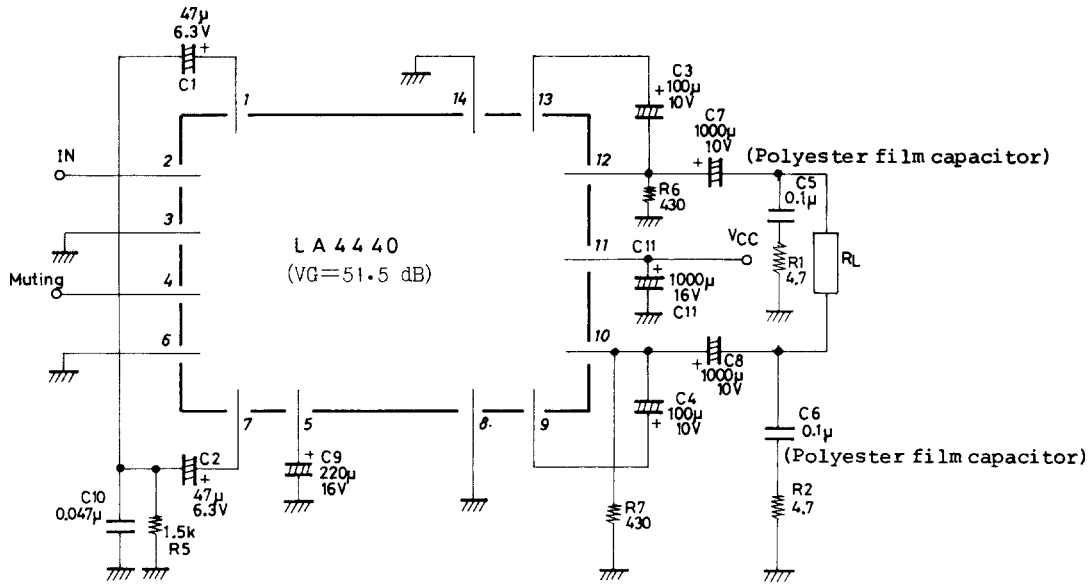 47μ
6.3V
+
C1
1
14
13
C3
+ 100μ
10V
C7
1000μ
10V
+
(Polyester film capacitor)
IN
2
12
C5
0.1μ
R6
430
3
LA4440
(VG=51.5 dB)
11
C11
VCC
R1
4.7
RL
Muting
4
+
1000μ
16V
C11
6
10
+
C8
1000μ
10V
C4
100μ
10V
+
7
5
8.
9
C6
0.1μ
(Polyester film capacitor)
C2
+
47μ
6.3V
+
C9
220μ
16V
C10
0.047μ
1.5k
R5
R7
430
R2
4.7